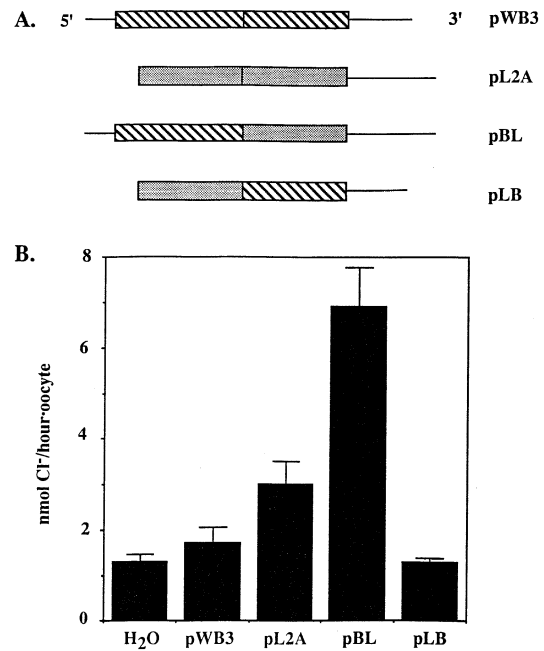 A. 5' 3' pWB3
pL2A
pBL
pLB
B.
8
6
4
2
0
nmol Cl-/hour•oocyte
H2O pWB3 pL2A pBL pLB